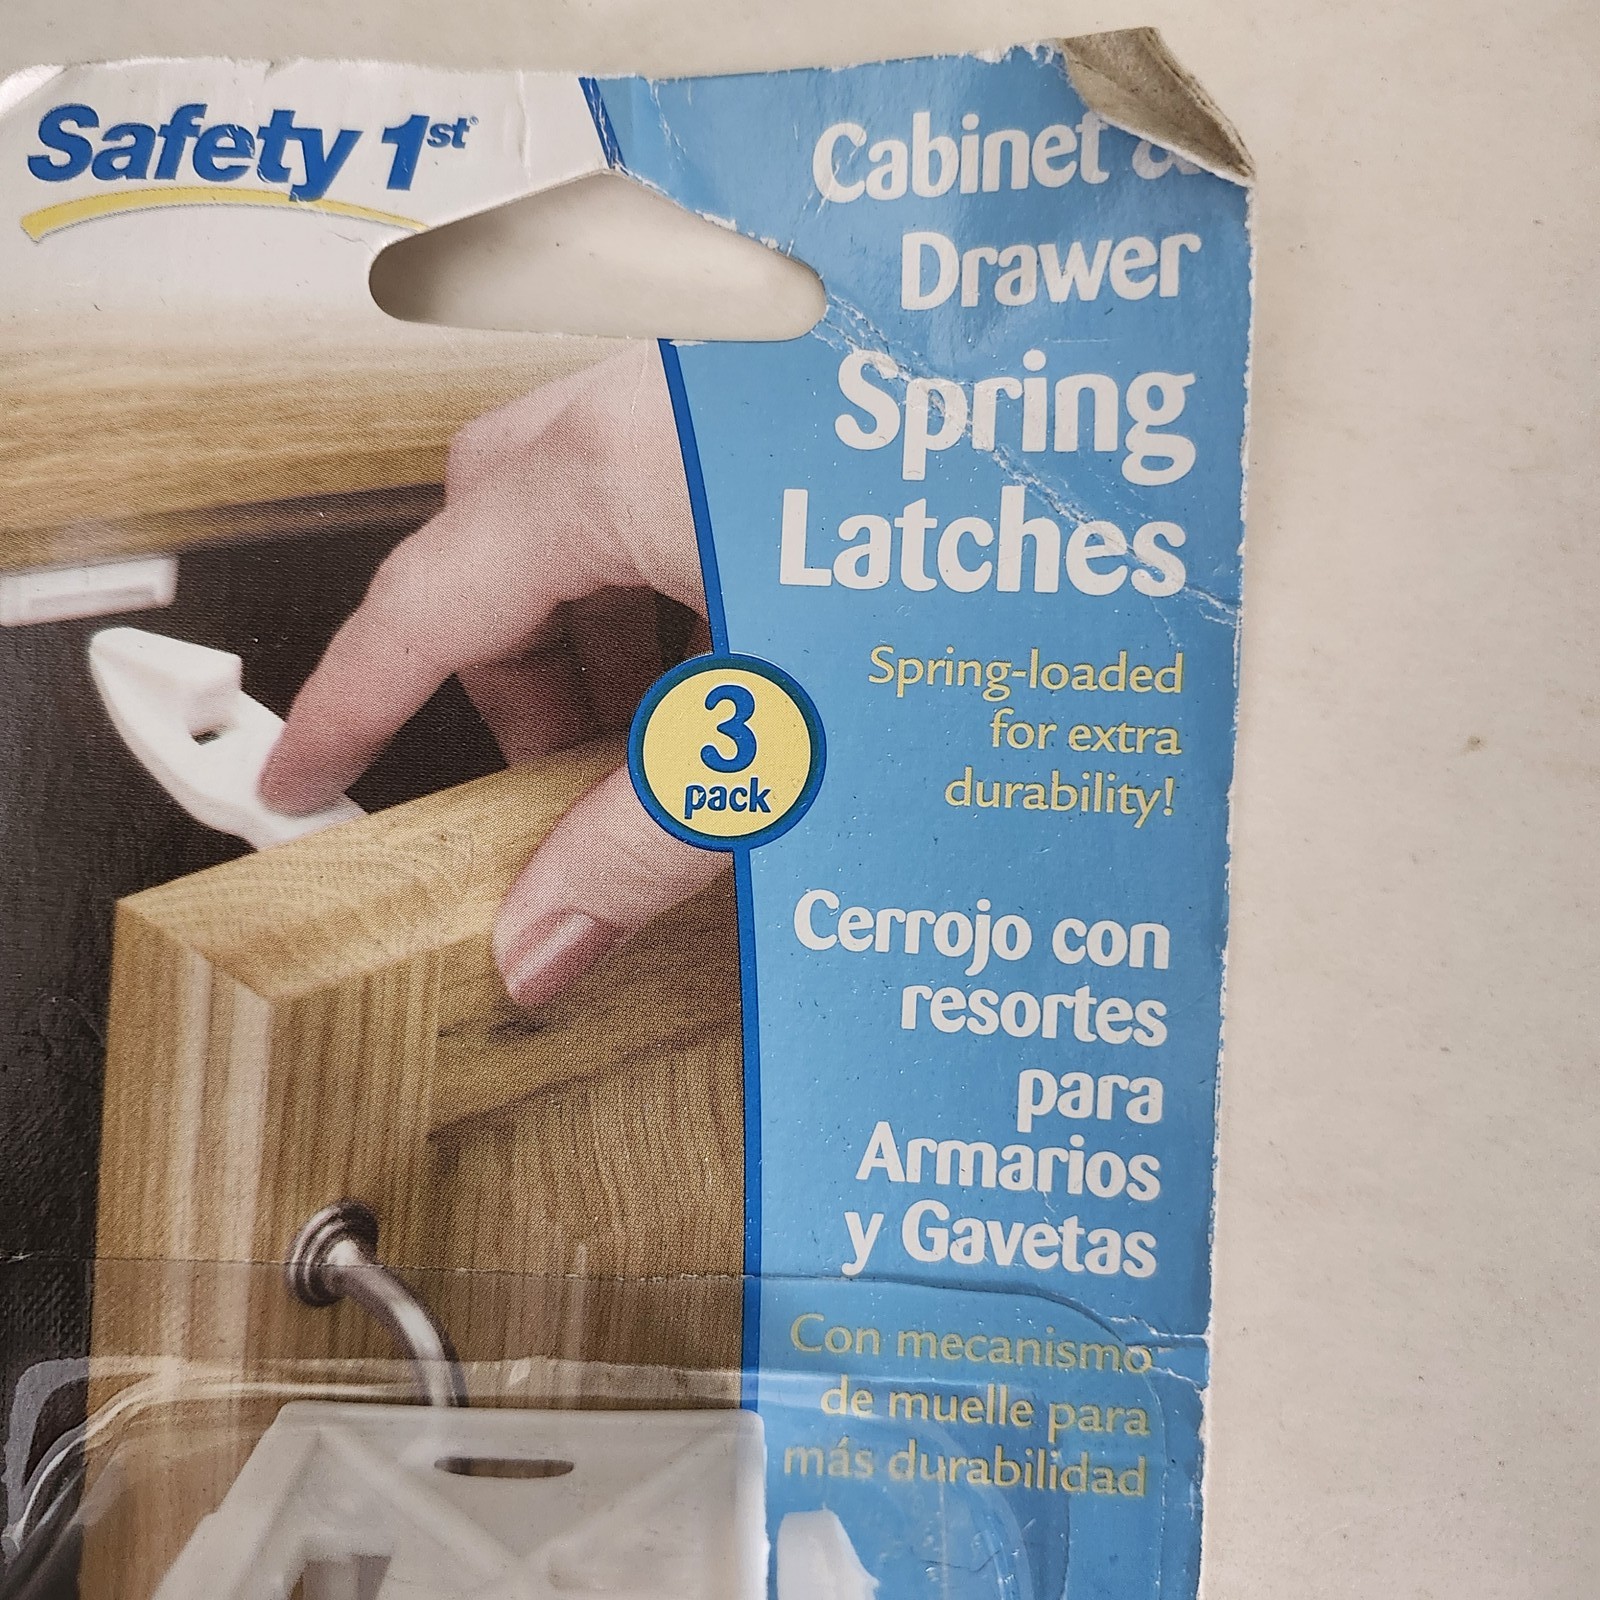 Safety 1st
Cabinet &
Drawer
Spring
Latches
Spring-loaded
for extra
durability!
3
pack
Cerrojo con
resortes
para
Armarios
y Gavetas
Con mecanismo
de muelle para
más durabilidad